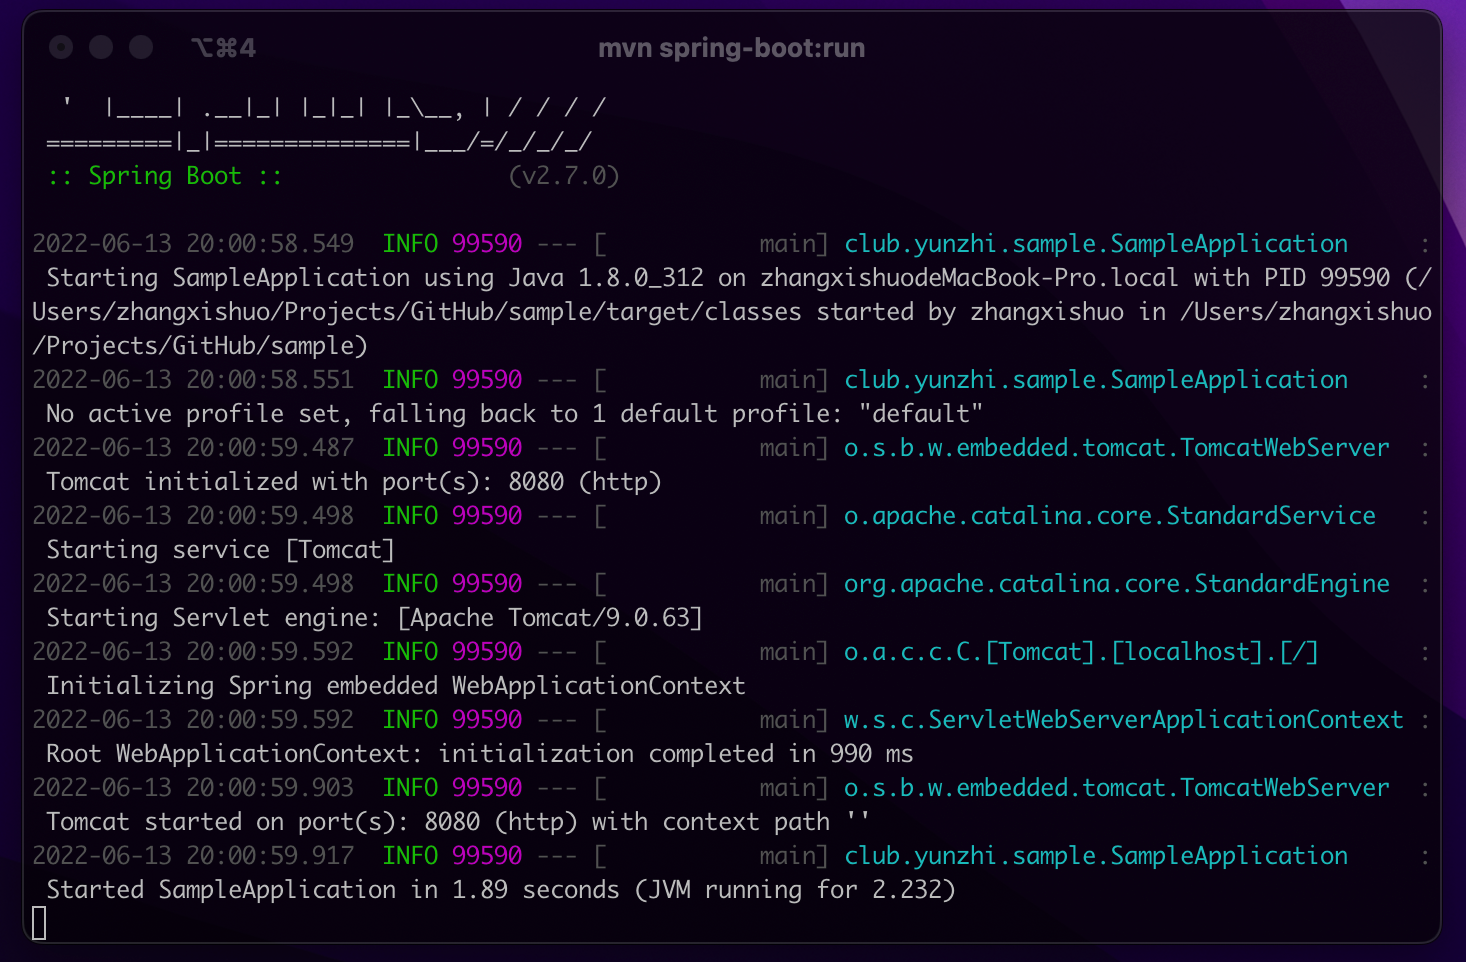 ⌥⌘4 mvn spring-boot:run
  '  |____| .__|_| |_|_| |_\__, | / / / /
 =========|_|==============|___/=/_/_/_/
 :: Spring Boot ::                (v2.7.0)
2022-06-13 20:00:58.549  INFO 99590 --- [           main] club.yunzhi.sample.SampleApplication     :
 Starting SampleApplication using Java 1.8.0_312 on zhangxishuodeMacBook-Pro.local with PID 99590 (/
Users/zhangxishuo/Projects/GitHub/sample/target/classes started by zhangxishuo in /Users/zhangxishuo
/Projects/GitHub/sample)
2022-06-13 20:00:58.551  INFO 99590 --- [           main] club.yunzhi.sample.SampleApplication     :
 No active profile set, falling back to 1 default profile: "default"
2022-06-13 20:00:59.487  INFO 99590 --- [           main] o.s.b.w.embedded.tomcat.TomcatWebServer  :
 Tomcat initialized with port(s): 8080 (http)
2022-06-13 20:00:59.498  INFO 99590 --- [           main] o.apache.catalina.core.StandardService   :
 Starting service [Tomcat]
2022-06-13 20:00:59.498  INFO 99590 --- [           main] org.apache.catalina.core.StandardEngine  :
 Starting Servlet engine: [Apache Tomcat/9.0.63]
2022-06-13 20:00:59.592  INFO 99590 --- [           main] o.a.c.c.C.[Tomcat].[localhost].[/]       :
 Initializing Spring embedded WebApplicationContext
2022-06-13 20:00:59.592  INFO 99590 --- [           main] w.s.c.ServletWebServerApplicationContext :
 Root WebApplicationContext: initialization completed in 990 ms
2022-06-13 20:00:59.903  INFO 99590 --- [           main] o.s.b.w.embedded.tomcat.TomcatWebServer  :
 Tomcat started on port(s): 8080 (http) with context path ''
2022-06-13 20:00:59.917  INFO 99590 --- [           main] club.yunzhi.sample.SampleApplication     :
 Started SampleApplication in 1.89 seconds (JVM running for 2.232)